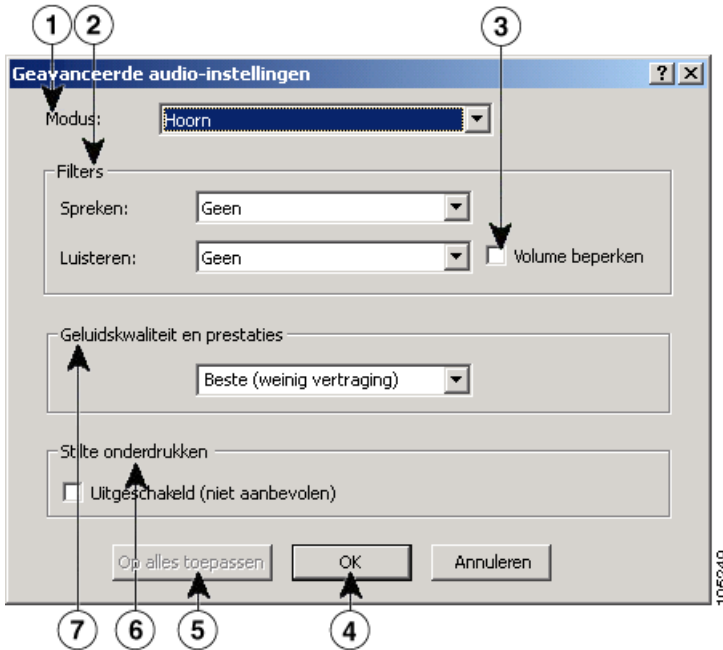 1 2 3
Geavanceerde audio-instellingen ? X
Modus: Hoorn
Filters
Spreken: Geen
Luisteren: Geen Volume beperken
Geluidskwaliteit en prestaties
Beste (weinig vertraging)
Stilte onderdrukken
Uitgeschakeld (niet aanbevolen)
Op alles toepassen OK Annuleren
7 6 5 4